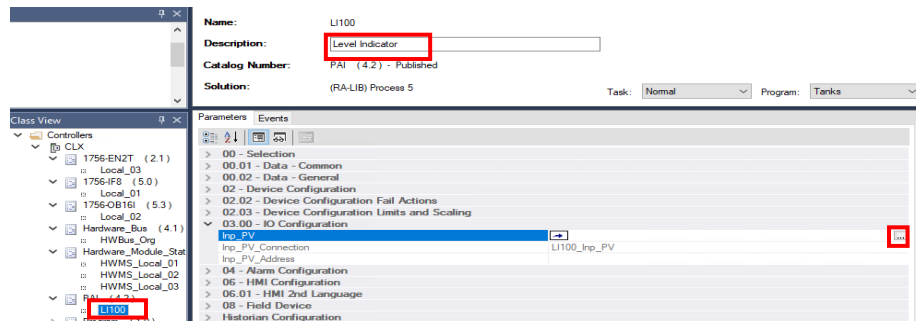 Name: LI100
Description: Level Indicator
Catalog Number: PAI (4.2) - Published
Solution: (RA-LIB) Process 5 Task: Normal Program: Tanks
Class View
Controllers
CLX
1756-EN2T (2.1)
Local_03
1756-IF8 (5.0)
Local_01
1756-OB16I (5.3)
Local_02
Hardware_Bus (4.1)
HWBus_Org
Hardware_Module_Stat
HWMS_Local_01
HWMS_Local_02
HWMS_Local_03
PAI (4.2)
LI100
Parameters Events
00 - Selection
00.01 - Data - Common
00.02 - Data - General
02 - Device Configuration
02.02 - Device Configuration Fail Actions
02.03 - Device Configuration Limits and Scaling
03.00 - IO Configuration
Inp_PV ...
Inp_PV_Connection LI100_Inp_PV
Inp_PV_Address
04 - Alarm Configuration
06 - HMI Configuration
06.01 - HMI 2nd Language
08 - Field Device
Historian Configuration